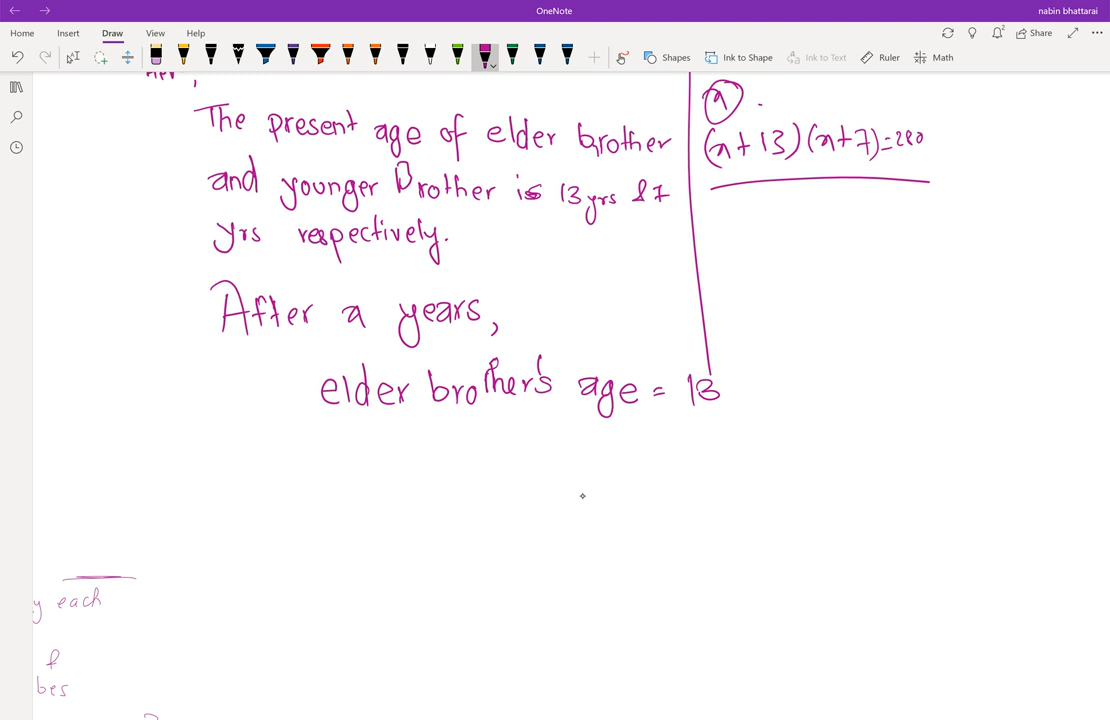 OneNote
nabin bhattarai
Home Insert Draw View Help
Share
Shapes Ink to Shape Ink to Text Ruler Math
The present age of elder brother
and younger Brother is 13 yrs & 7
yrs respectively.
After a years,
elder brother's age = 13
(a+13)(a+7)=280
y each
f
bes